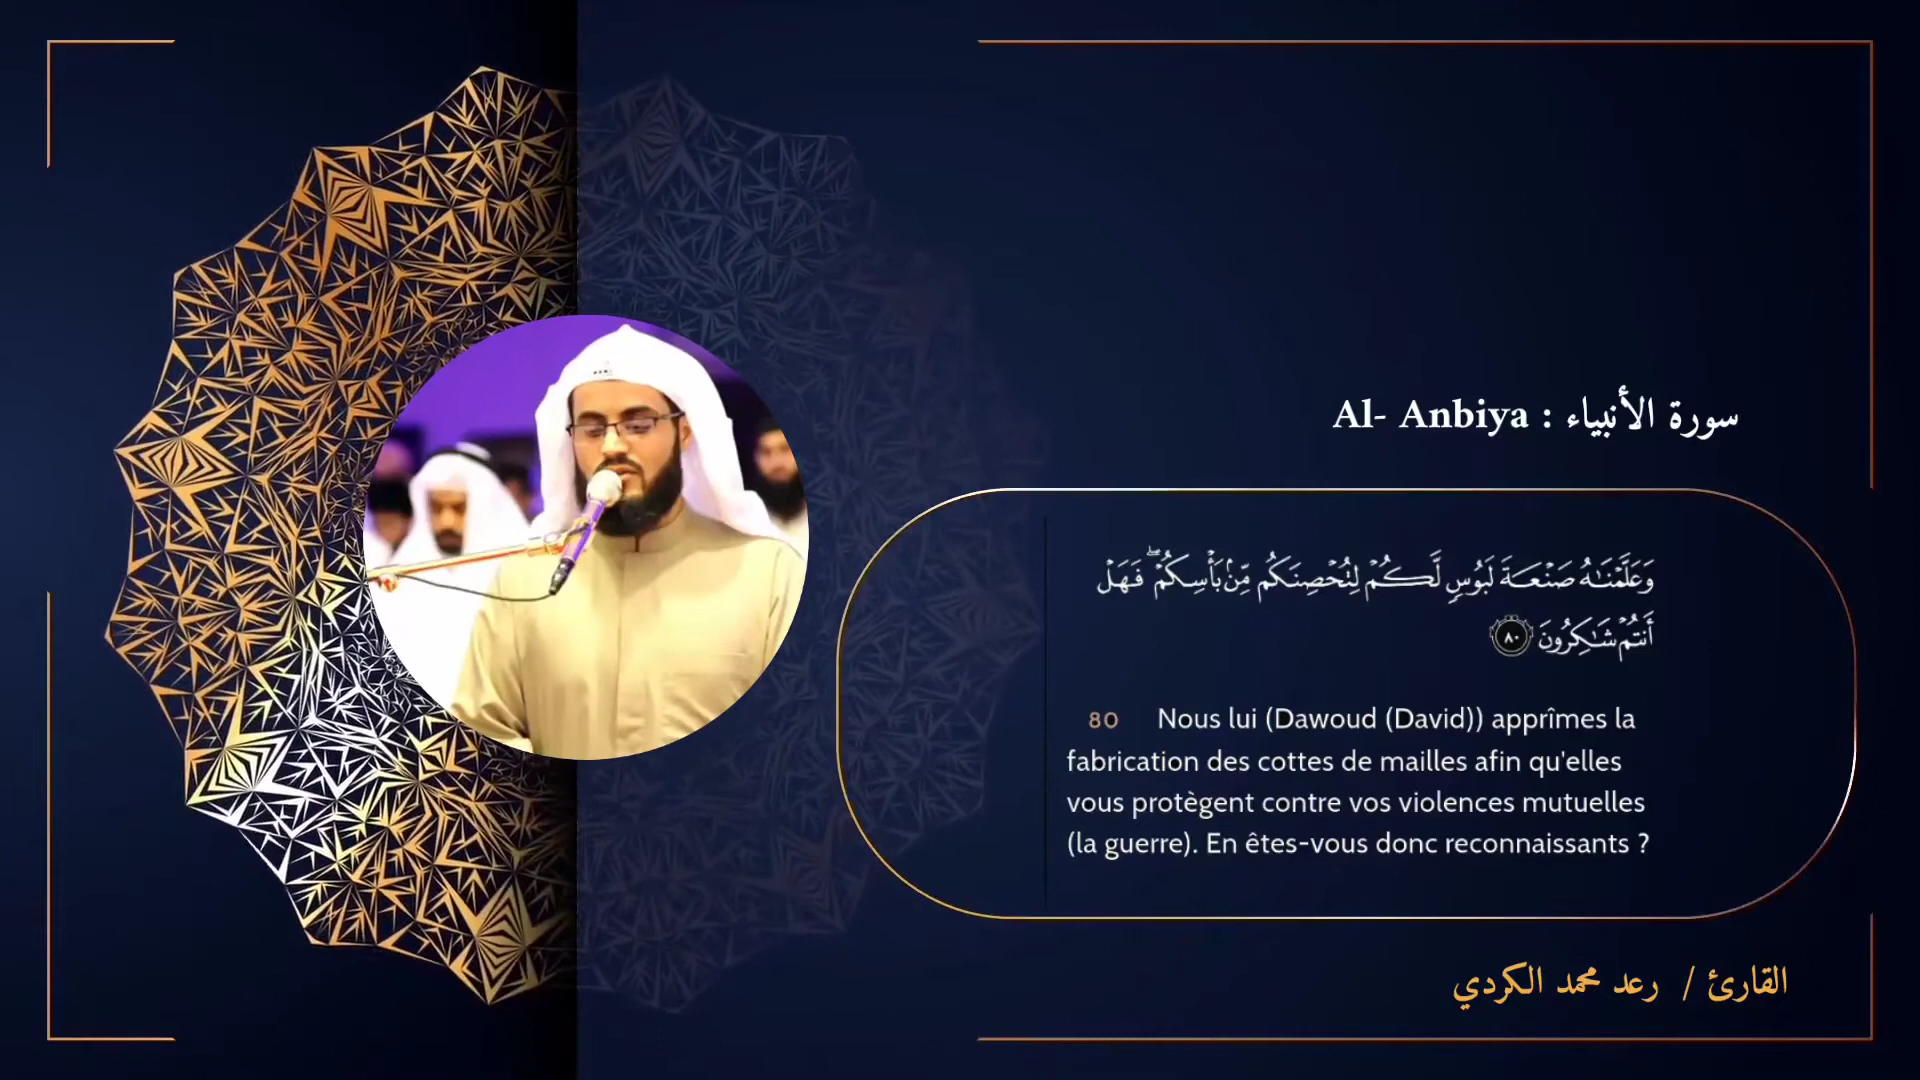 Al- Anbiya : سورة الأنبياء
وَعَلَّمْنَٰهُ صَنْعَةَ لَبُوسٍ لَّكُمْ لِتُحْصِنَكُم مِّنۢ بَأْسِكُمْ ۖ فَهَلْ
أَنتُمْ شَٰكِرُونَ ٨٠
80 Nous lui (Dawoud (David)) apprîmes la
fabrication des cottes de mailles afin qu'elles
vous protègent contre vos violences mutuelles
(la guerre). En êtes-vous donc reconnaissants ?
القارئ / رعد محمد الكردي